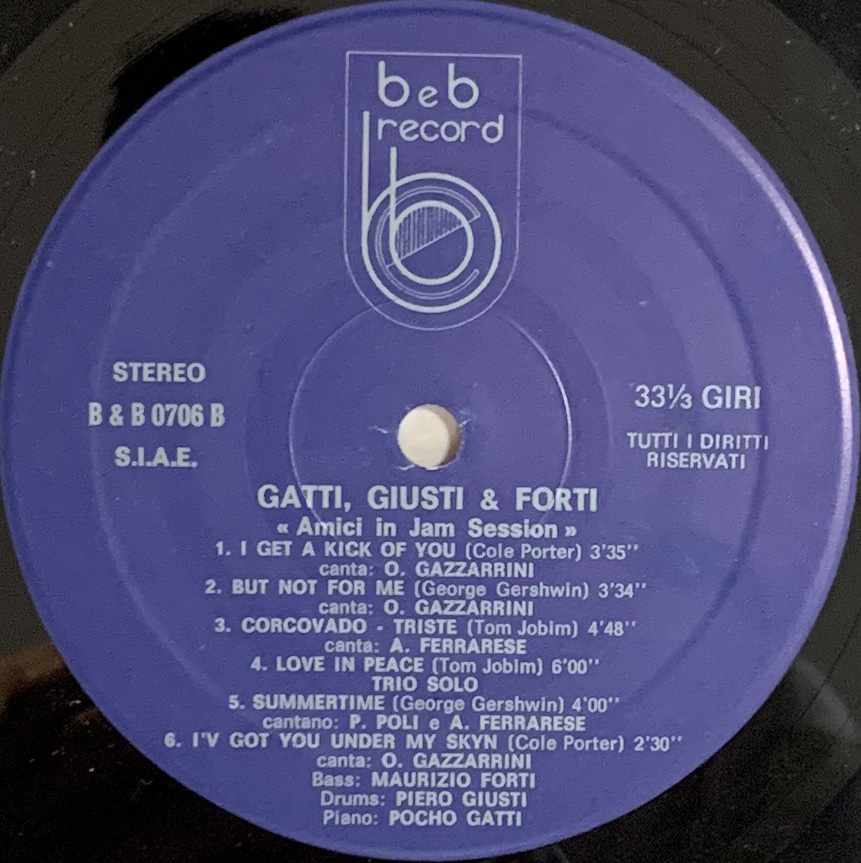 beb
record
STEREO
B & B 0706 B
S.I.A.E.
33⅓ GIRI
TUTTI I DIRITTI
RISERVATI
GATTI, GIUSTI & FORTI
« Amici in Jam Session »
1. I GET A KICK OF YOU (Cole Porter) 3'35''
canta: O. GAZZARRINI
2. BUT NOT FOR ME (George Gershwin) 3'34''
canta: O. GAZZARRINI
3. CORCOVADO - TRISTE (Tom Jobim) 4'48''
canta: A. FERRARESE
4. LOVE IN PEACE (Tom Jobim) 6'00''
TRIO SOLO
5. SUMMERTIME (George Gershwin) 4'00''
cantano: P. POLI e A. FERRARESE
6. I'V GOT YOU UNDER MY SKYN (Cole Porter) 2'30''
canta: O. GAZZARRINI
Bass: MAURIZIO FORTI
Drums: PIERO GIUSTI
Piano: POCHO GATTI